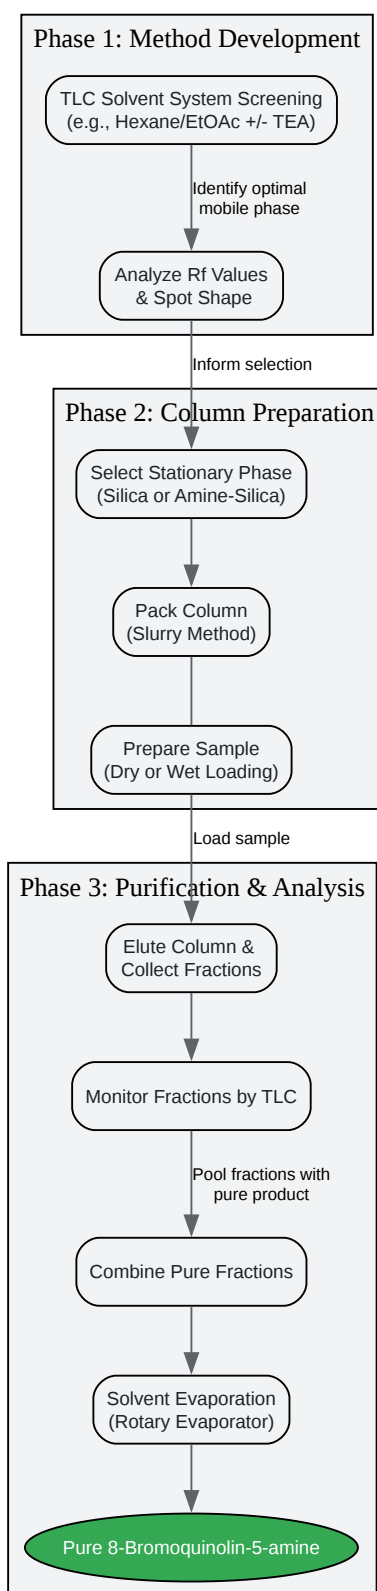 Phase 1: Method Development
TLC Solvent System Screening
(e.g., Hexane/EtOAc +/- TEA)
Identify optimal
mobile phase
Analyze Rf Values
& Spot Shape
Inform selection
Phase 2: Column Preparation
Select Stationary Phase
(Silica or Amine-Silica)
Pack Column
(Slurry Method)
Prepare Sample
(Dry or Wet Loading)
Load sample
Phase 3: Purification & Analysis
Elute Column &
Collect Fractions
Monitor Fractions by TLC
Pool fractions with
pure product
Combine Pure Fractions
Solvent Evaporation
(Rotary Evaporator)
Pure 8-Bromoquinolin-5-amine